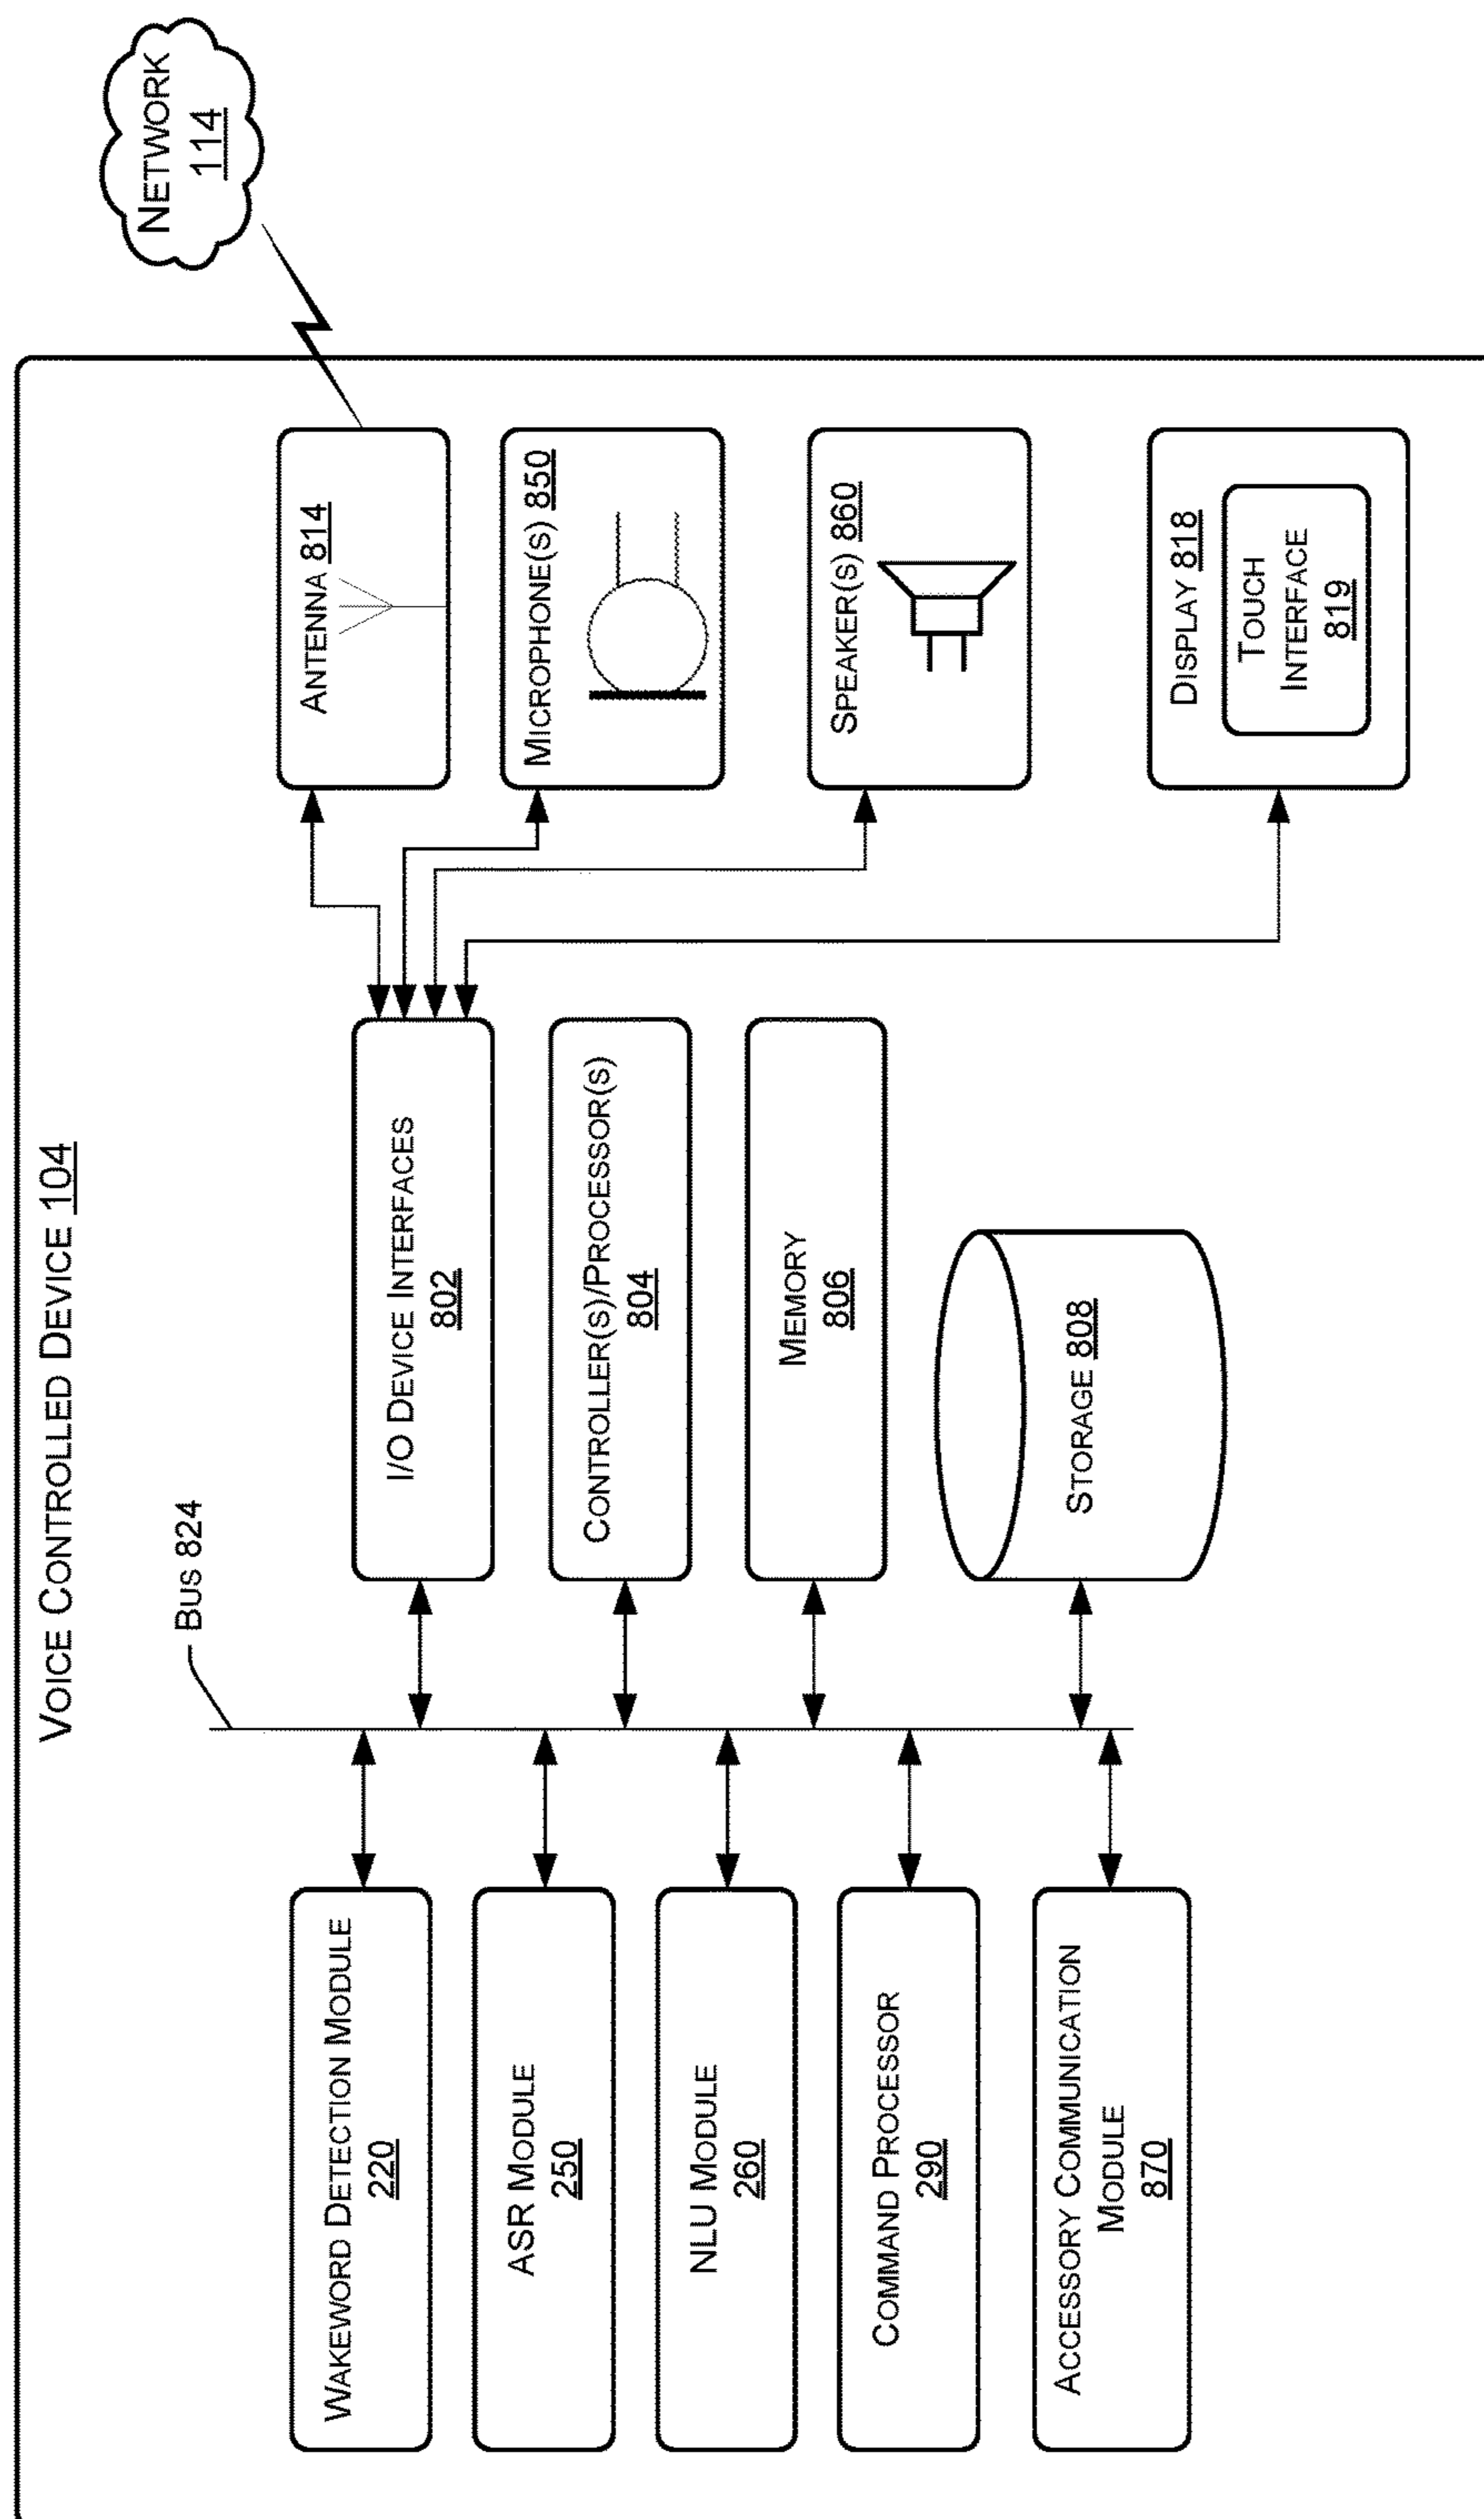 VOICE CONTROLLED DEVICE 104
BUS 824
WAKEWORD DETECTION MODULE
220
ASR MODULE
250
NLU MODULE
260
COMMAND PROCESSOR
290
ACCESSORY COMMUNICATION
MODULE
870
I/O DEVICE INTERFACES
802
CONTROLLER(S)/PROCESSOR(S)
804
MEMORY
806
STORAGE 808
ANTENNA 814
MICROPHONE(S) 850
SPEAKER(S) 860
DISPLAY 818
TOUCH
INTERFACE
819
NETWORK
114